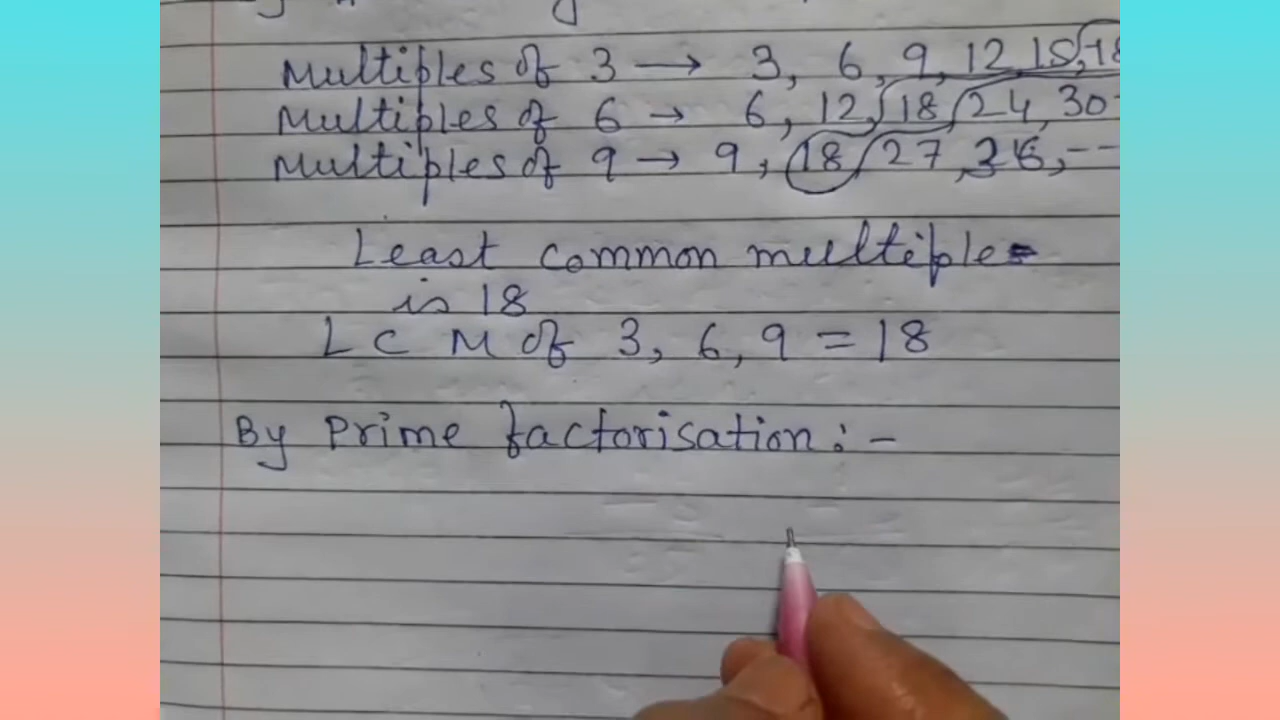 Multiples of 3 → 3, 6, 9, 12, 15, 18
Multiples of 6 → 6, 12, 18, 24, 30
Multiples of 9 → 9, 18, 27, 36, --
Least common multiple
is 18
L C M of 3, 6, 9 = 18
By Prime factorisation :-